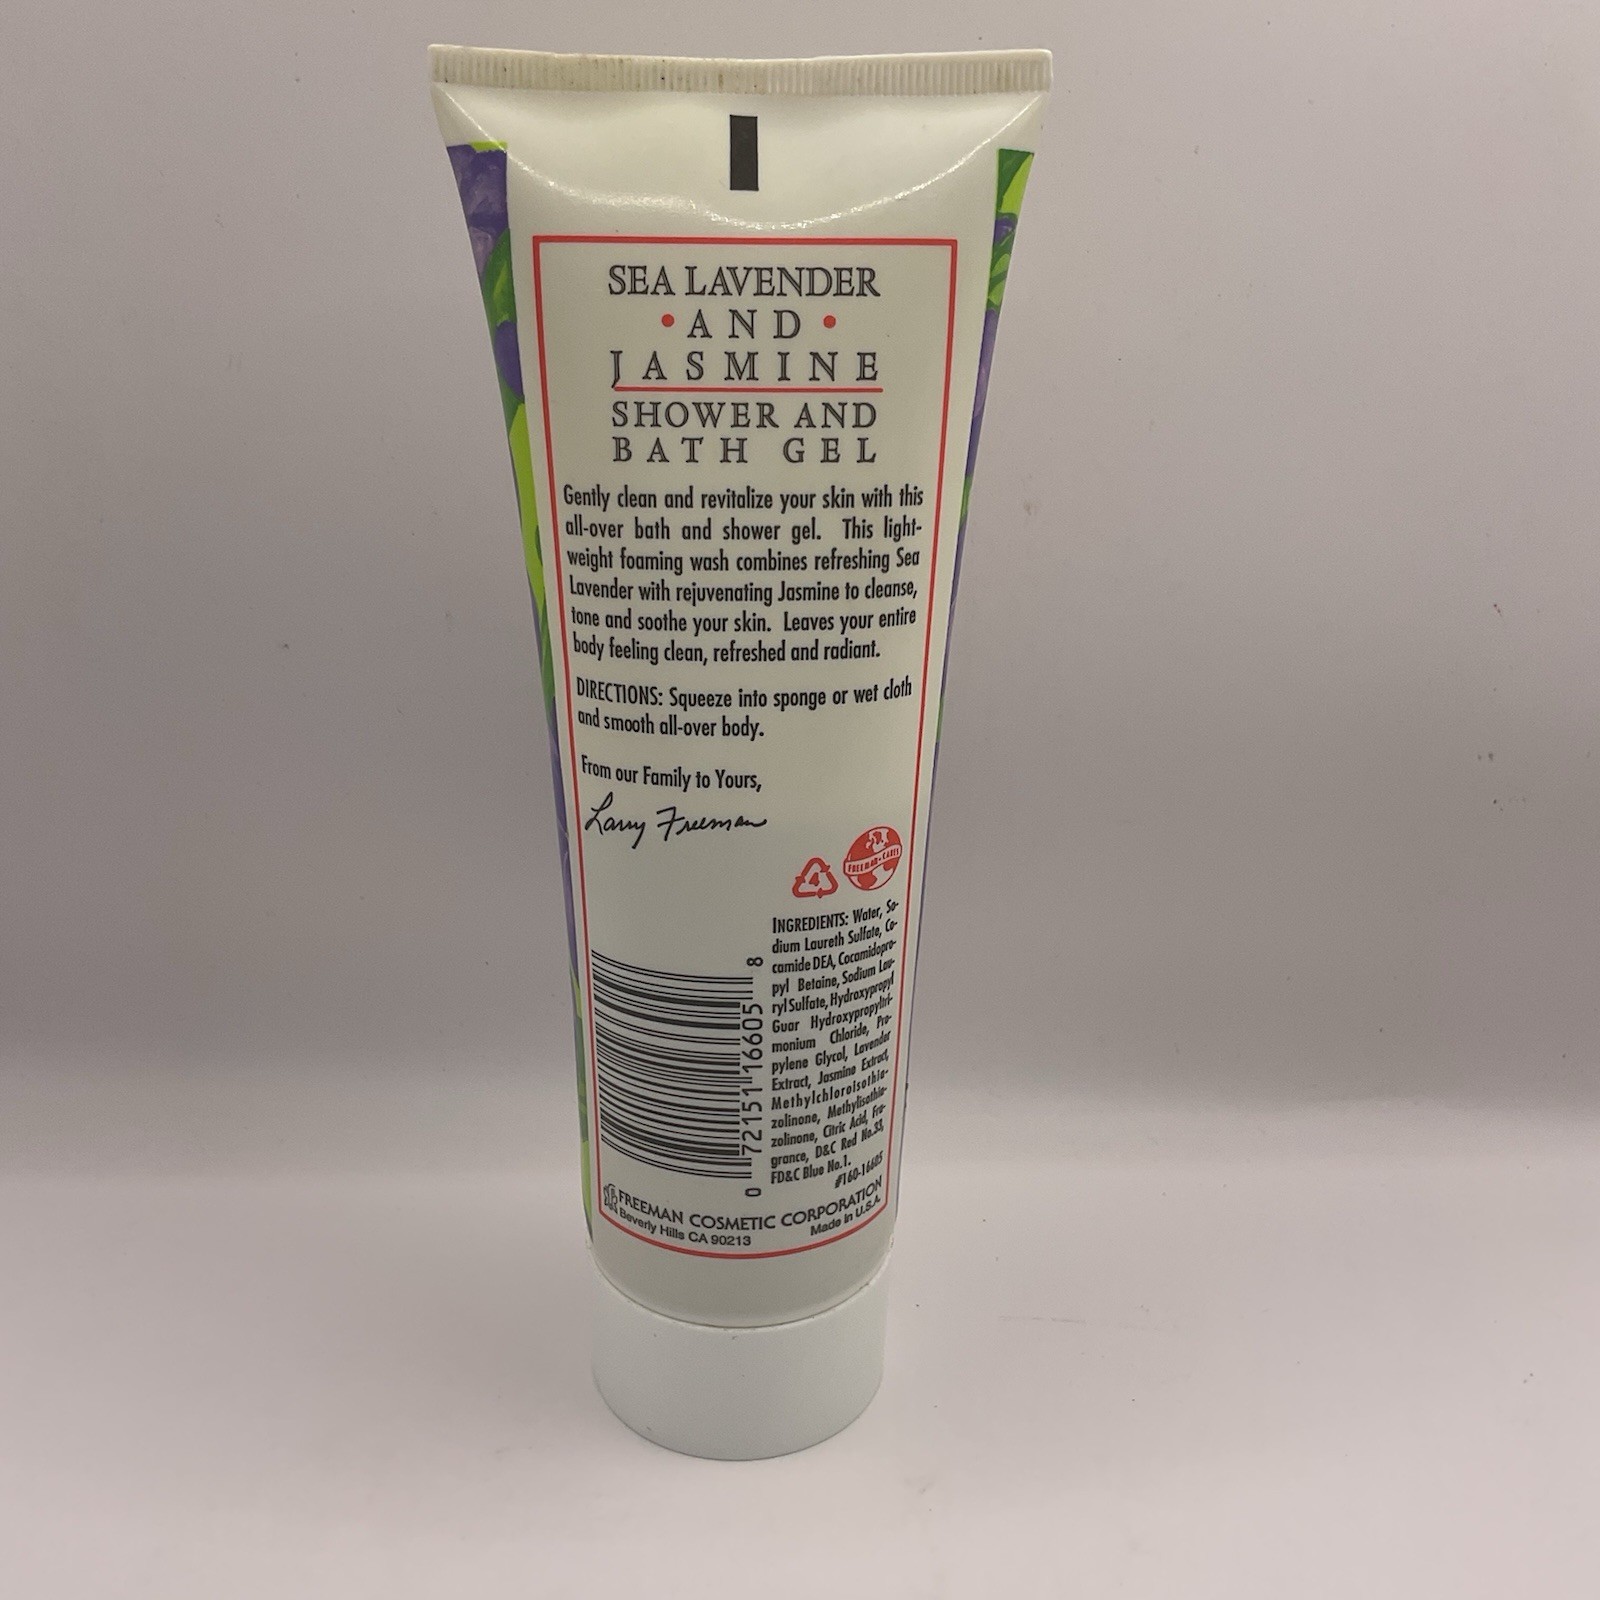 SEA LAVENDER
• AND •
JASMINE
SHOWER AND
BATH GEL
Gently clean and revitalize your skin with this
all-over bath and shower gel. This light-
weight foaming wash combines refreshing Sea
Lavender with rejuvenating Jasmine to cleanse,
tone and soothe your skin. Leaves your entire
body feeling clean, refreshed and radiant.
DIRECTIONS: Squeeze into sponge or wet cloth
and smooth all-over body.
From our Family to Yours,
Larry Freeman
4
FREEMAN • CARES
INGREDIENTS: Water, So-
dium Laureth Sulfate, Co-
camide DEA, Cocamidopro-
pyl Betaine, Sodium Lau-
ryl Sulfate, Hydroxypropyl
Guar Hydroxypropyltri-
monium Chloride, Pro-
pylene Glycol, Lavender
Extract, Jasmine Extract,
Methylchloroisothia-
zolinone, Methylisothia-
zolinone, Citric Acid, Fra-
grance, D&C Red No.33,
FD&C Blue No.1.
#160-16605
0 72151 16605 8
FREEMAN COSMETIC CORPORATION
Beverly Hills CA 90213
Made in U.S.A.